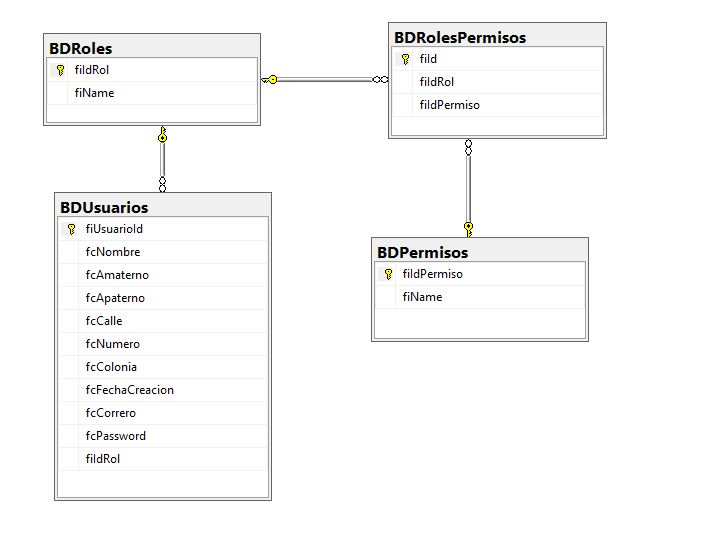 BDRoles
fiIdRol
fiName
BDRolesPermisos
fiId
fiIdRol
fiIdPermiso
BDUsuarios
fiUsuarioId
fcNombre
fcAmaterno
fcApaterno
fcCalle
fcNumero
fcColonia
fcFechaCreacion
fcCorrero
fcPassword
fiIdRol
BDPermisos
fiIdPermiso
fiName